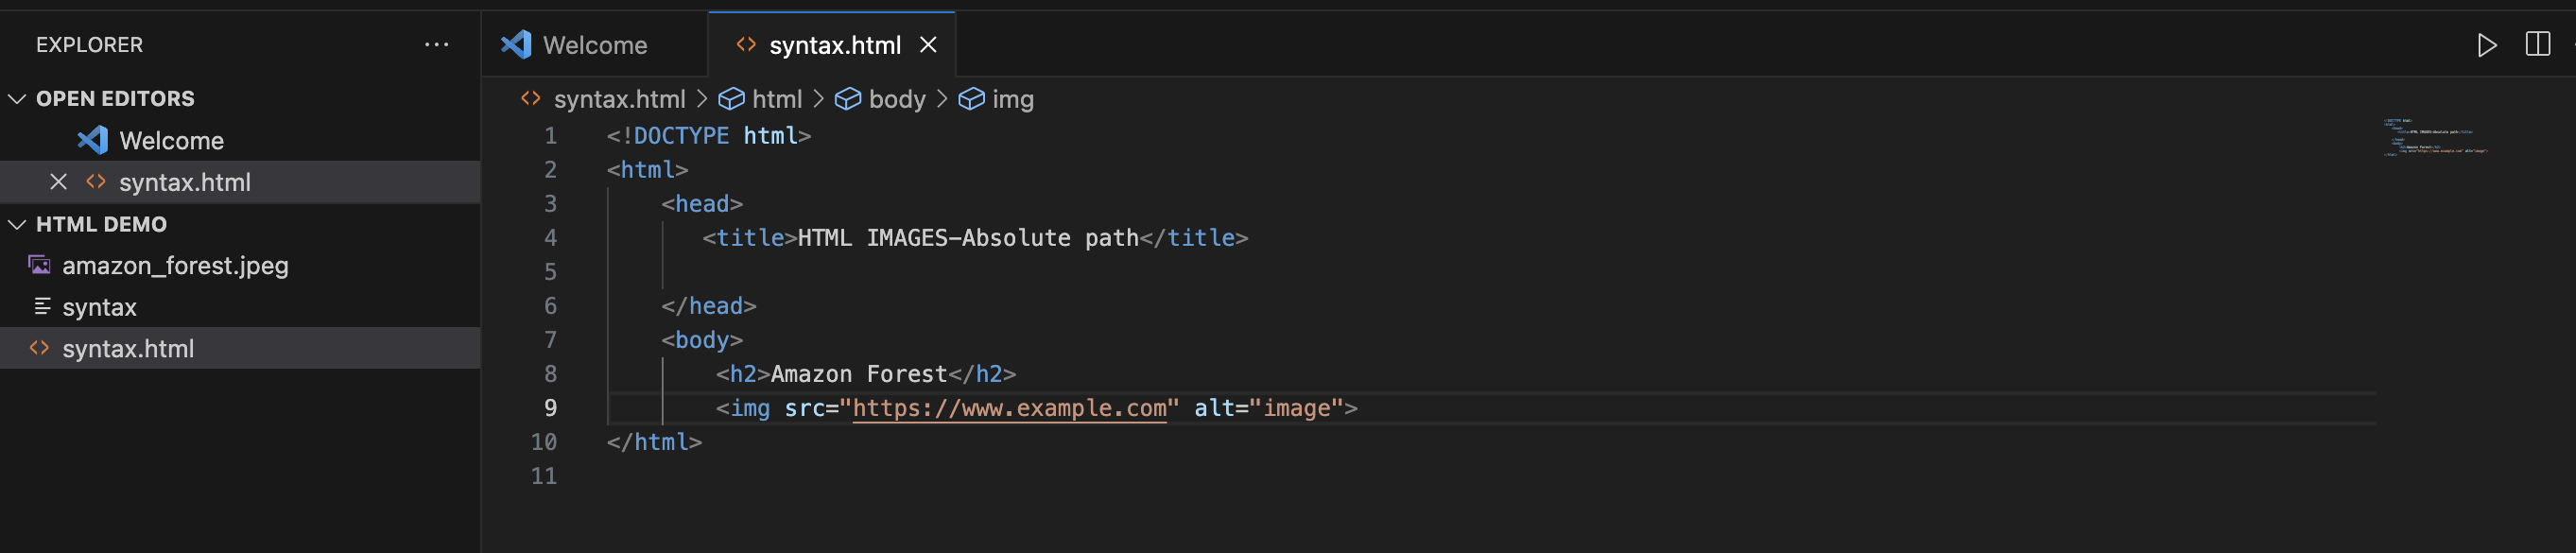 EXPLORER ···
OPEN EDITORS
Welcome
syntax.html
HTML DEMO
amazon_forest.jpeg
syntax
syntax.html
Welcome
syntax.html
syntax.html > html > body > img
1 <!DOCTYPE html>
2 <html>
3 <head>
4 <title>HTML IMAGES-Absolute path</title>
5
6 </head>
7 <body>
8 <h2>Amazon Forest</h2>
9 <img src="https://www.example.com" alt="image">
10 </html>
11